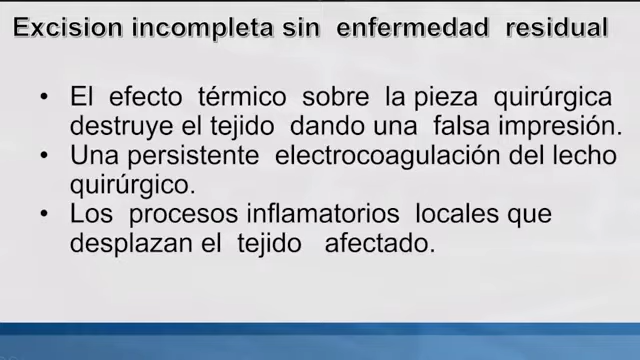 Excision incompleta sin enfermedad residual
• El efecto térmico sobre la pieza quirúrgica
destruye el tejido dando una falsa impresión.
• Una persistente electrocoagulación del lecho
quirúrgico.
• Los procesos inflamatorios locales que
desplazan el tejido afectado.